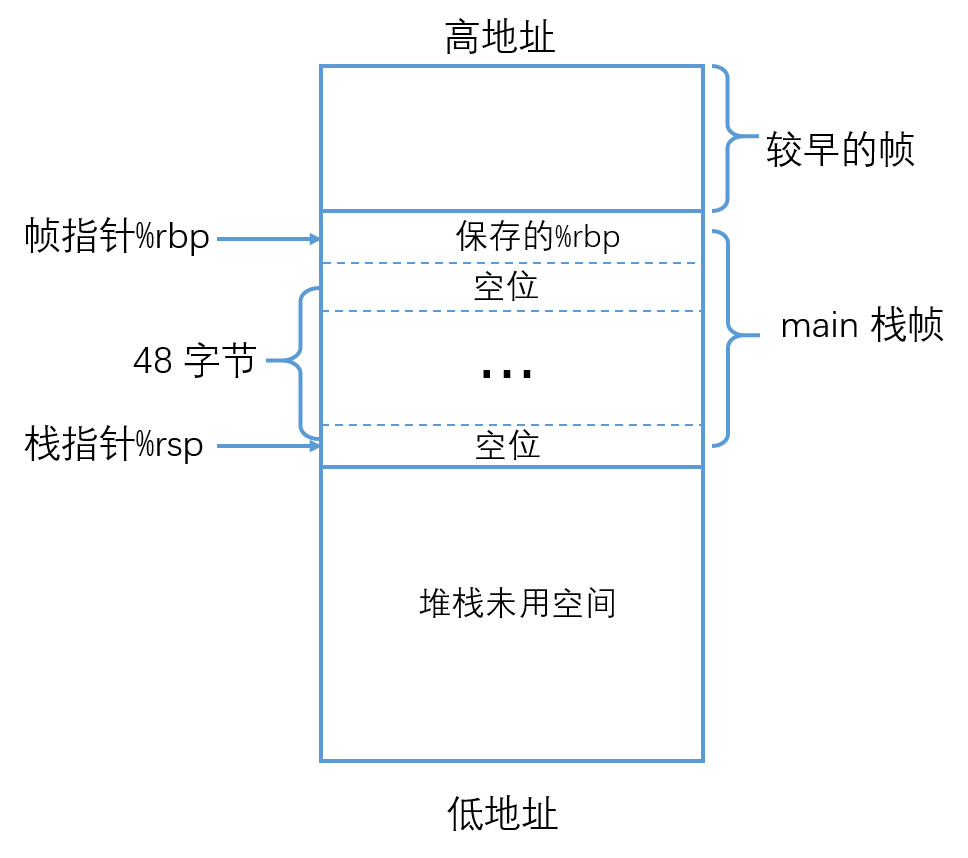 高地址
较早的帧
帧指针%rbp
保存的%rbp
空位
main 栈帧
48 字节
...
栈指针%rsp
空位
堆栈未用空间
低地址